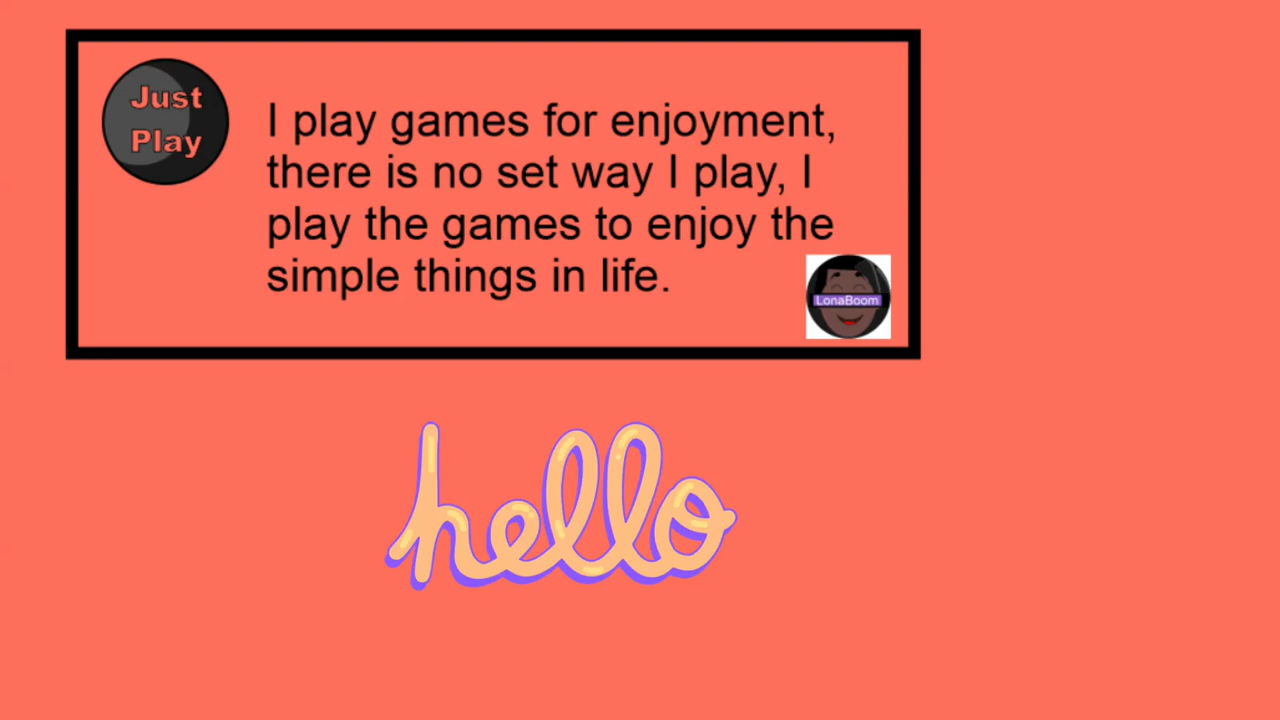 Just
Play
I play games for enjoyment,
there is no set way I play, I
play the games to enjoy the
simple things in life.
LonaBoom
hello